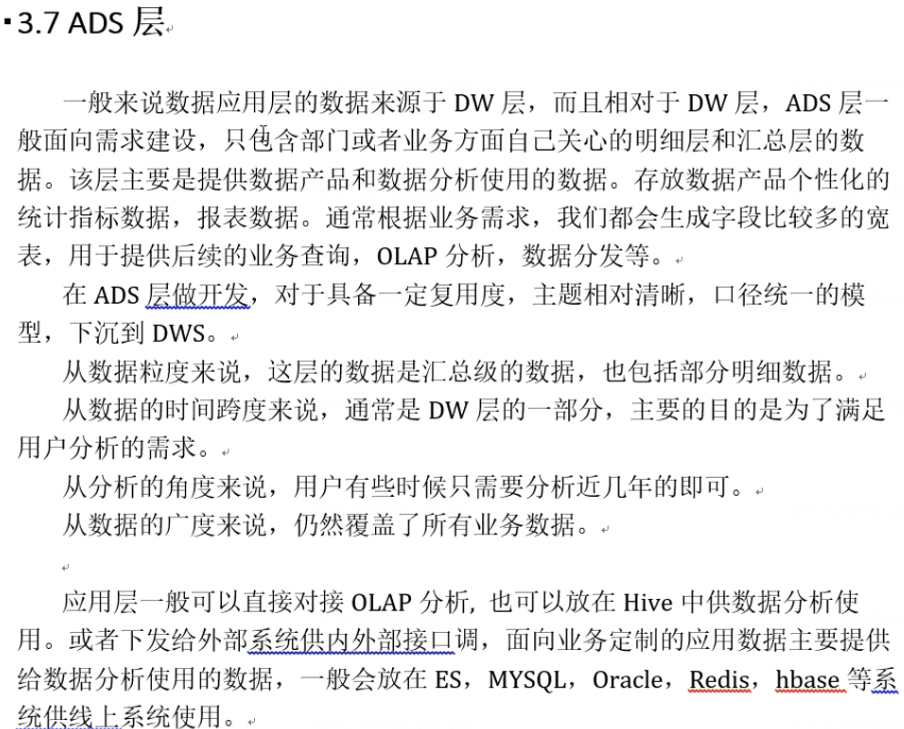 3.7 ADS 层
一般来说数据应用层的数据来源于 DW 层，而且相对于 DW 层，ADS 层一
般面向需求建设，只包含部门或者业务方面自己关心的明细层和汇总层的数
据。该层主要是提供数据产品和数据分析使用的数据。存放数据产品个性化的
统计指标数据，报表数据。通常根据业务需求，我们都会生成字段比较多的宽
表，用于提供后续的业务查询，OLAP 分析，数据分发等。
在 ADS 层做开发，对于具备一定复用度，主题相对清晰，口径统一的模
型，下沉到 DWS。
从数据粒度来说，这层的数据是汇总级的数据，也包括部分明细数据。
从数据的时间跨度来说，通常是 DW 层的一部分，主要的目的是为了满足
用户分析的需求。
从分析的角度来说，用户有些时候只需要分析近几年的即可。
从数据的广度来说，仍然覆盖了所有业务数据。
应用层一般可以直接对接 OLAP 分析, 也可以放在 Hive 中供数据分析使
用。或者下发给外部系统供内外部接口调，面向业务定制的应用数据主要提供
给数据分析使用的数据，一般会放在 ES，MYSQL，Oracle，Redis，hbase 等系
统供线上系统使用。